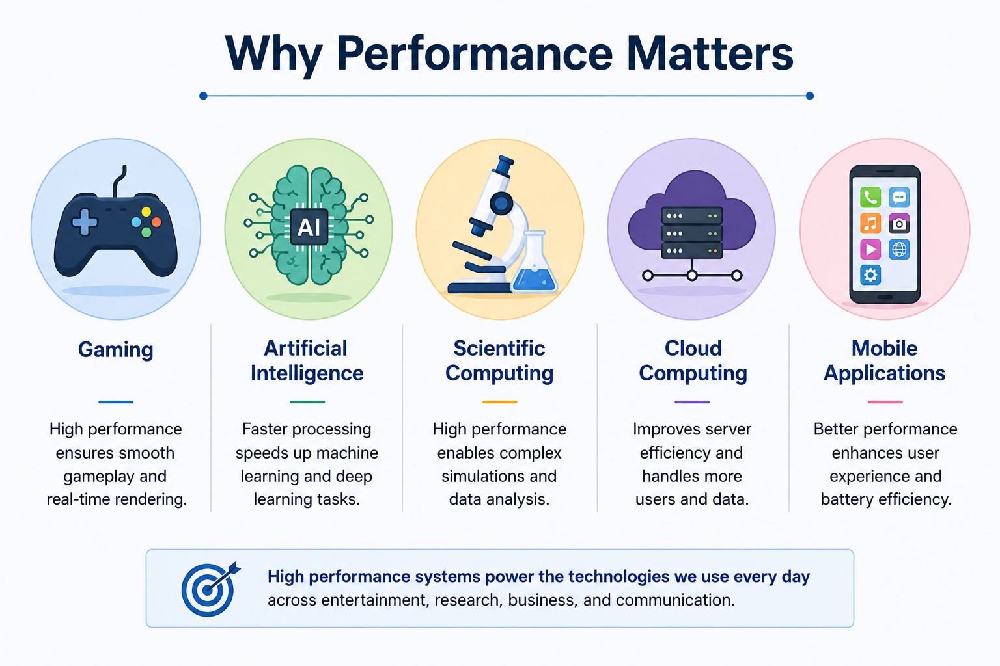 Why Performance Matters
AI
Gaming
Artificial
Intelligence
Scientific
Computing
Cloud
Computing
Mobile
Applications
High performance
ensures smooth
gameplay and
real-time rendering.
Faster processing
speeds up machine
learning and deep
learning tasks.
High performance
enables complex
simulations and
data analysis.
Improves server
efficiency and
handles more
users and data.
Better performance
enhances user
experience and
battery efficiency.
High performance systems power the technologies we use every day
across entertainment, research, business, and communication.